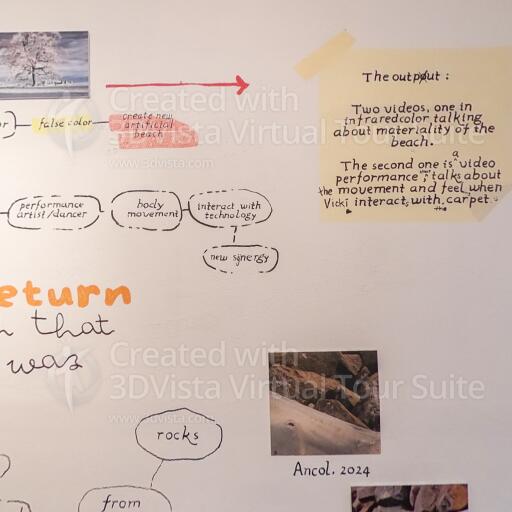 The output :
Two videos, one in
infraredcolor, talking
about materiality of the
beach.
a
The second one is video
performance, talks about
the movement and feel when
Vicki interact with carpet.
false color
create new
artificial
beach
performance
artist/dancer
body
movement
interact with
technology
new synergy
eturn
that
was
rocks
from
Ancol, 2024
Created with
3DVista Virtual Tour Suite
www.3dvista.com
Created with
3DVista Virtual Tour Suite
www.3dvista.com